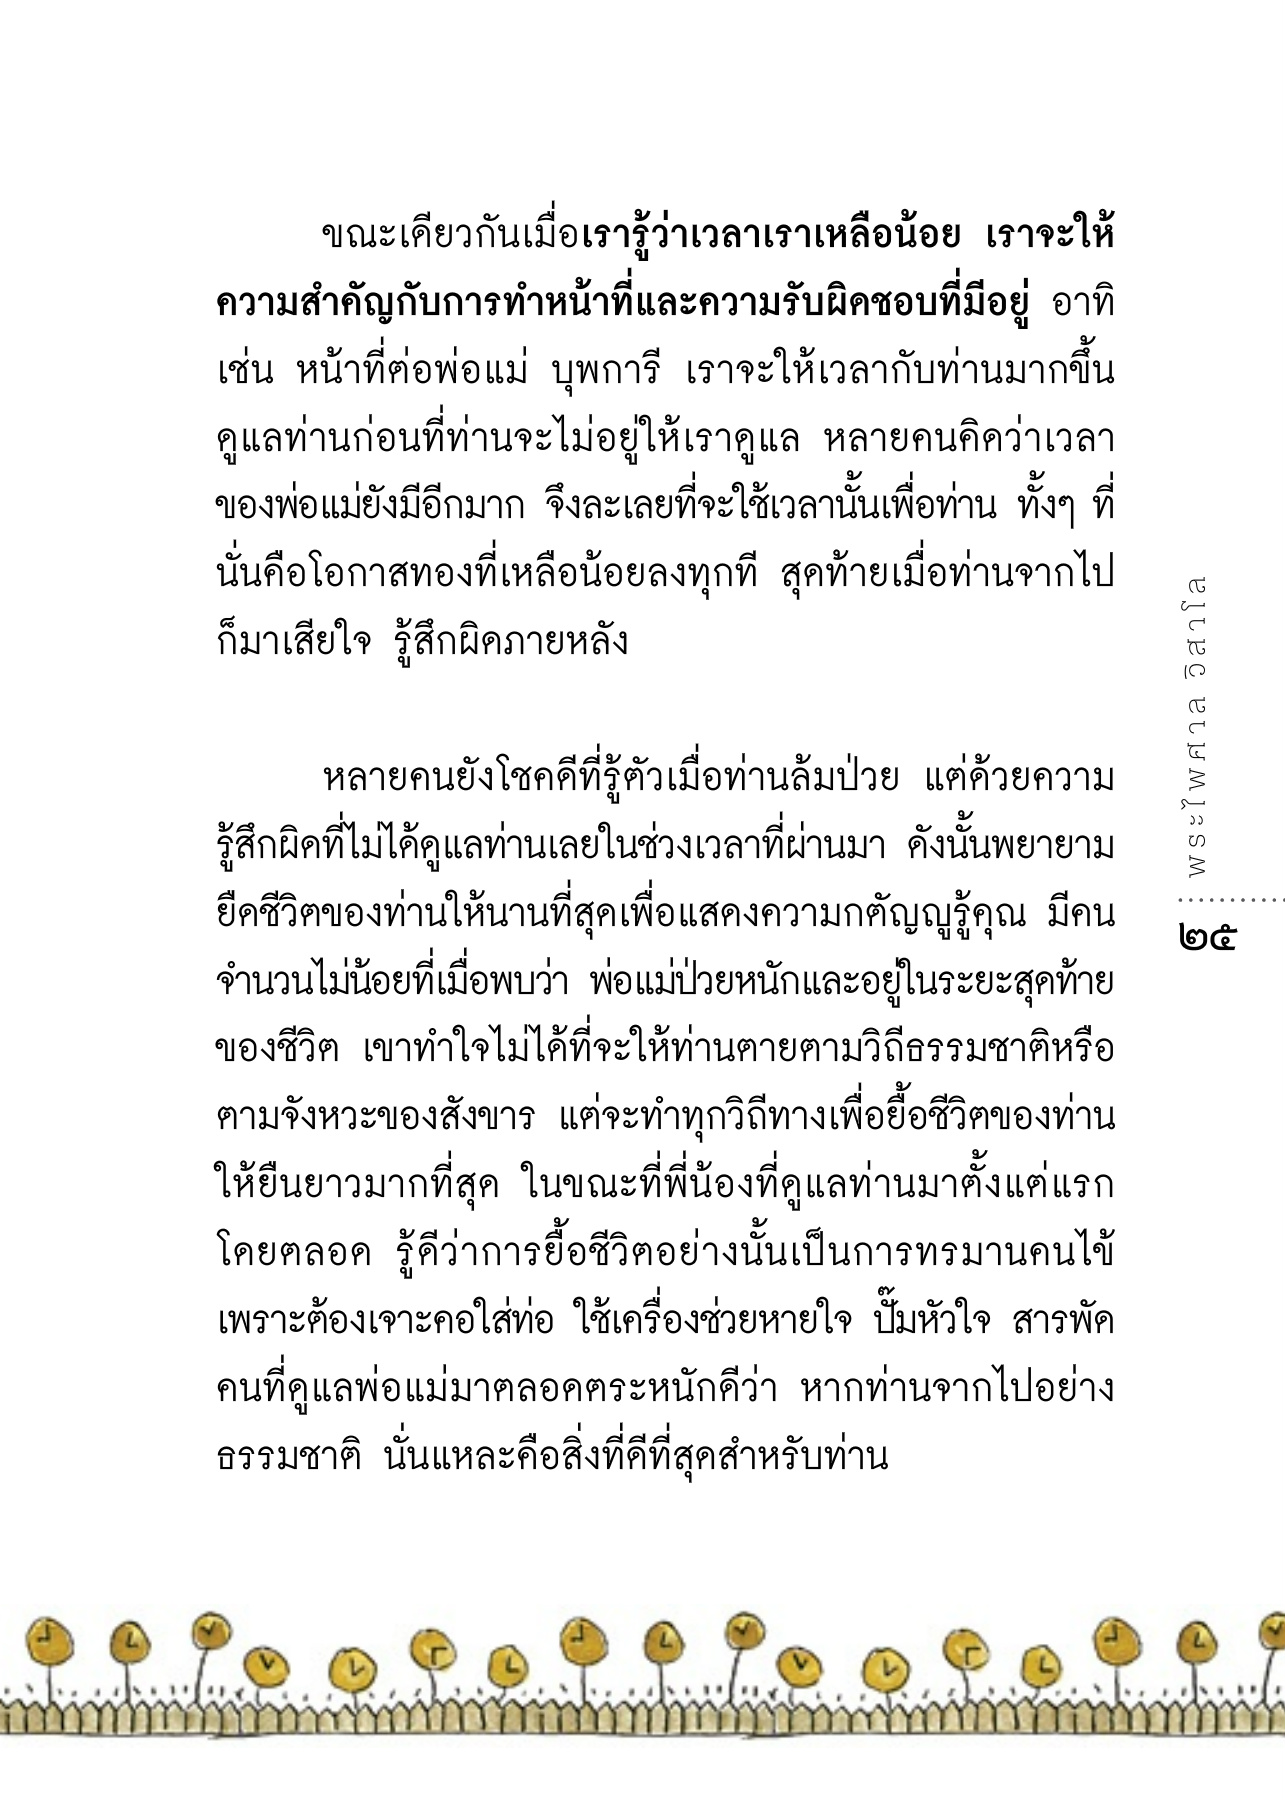 ขณะเดียวกันเมื่อเรารู้ว่าเวลาเราเหลือน้อย เราจะให้
ความสำคัญกับการทำหน้าที่และความรับผิดชอบที่มีอยู่ อาทิ
เช่น หน้าที่ต่อพ่อแม่ บุพการี เราจะให้เวลากับท่านมากขึ้น
ดูแลท่านก่อนที่ท่านจะไม่อยู่ให้เราดูแล หลายคนคิดว่าเวลา
ของพ่อแม่ยังมีอีกมาก จึงละเลยที่จะใช้เวลานั้นเพื่อท่าน ทั้งๆ ที่
นั่นคือโอกาสทองที่เหลือน้อยลงทุกที สุดท้ายเมื่อท่านจากไป
ก็มาเสียใจ รู้สึกผิดภายหลัง
หลายคนยังโชคดีที่รู้ตัวเมื่อท่านล้มป่วย แต่ด้วยความ
รู้สึกผิดที่ไม่ได้ดูแลท่านเลยในช่วงเวลาที่ผ่านมา ดังนั้นพยายาม
ยืดชีวิตของท่านให้นานที่สุดเพื่อแสดงความกตัญญูรู้คุณ มีคน
จำนวนไม่น้อยที่เมื่อพบว่า พ่อแม่ป่วยหนักและอยู่ในระยะสุดท้าย
ของชีวิต เขาทำใจไม่ได้ที่จะให้ท่านตายตามวิถีธรรมชาติหรือ
ตามจังหวะของสังขาร แต่จะทำทุกวิถีทางเพื่อยื้อชีวิตของท่าน
ให้ยืนยาวมากที่สุด ในขณะที่พี่น้องที่ดูแลท่านมาตั้งแต่แรก
โดยตลอด รู้ดีว่าการยื้อชีวิตอย่างนั้นเป็นการทรมานคนไข้
เพราะต้องเจาะคอใส่ท่อ ใช้เครื่องช่วยหายใจ ปั๊มหัวใจ สารพัด
คนที่ดูแลพ่อแม่มาตลอดตระหนักดีว่า หากท่านจากไปอย่าง
ธรรมชาติ นั่นแหละคือสิ่งที่ดีที่สุดสำหรับท่าน
พระไพศาล วิสาโล
๒๕